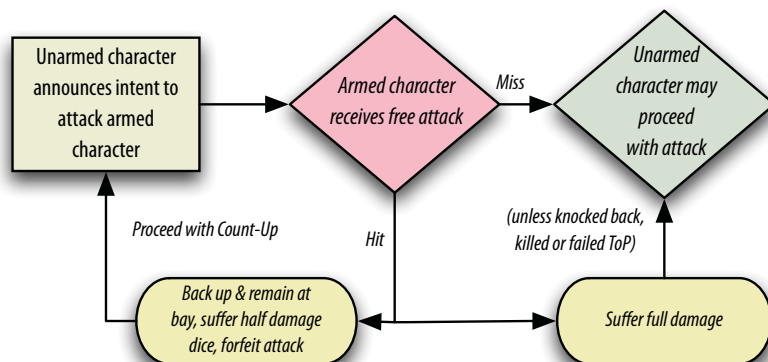 Unarmed character
announces intent to
attack armed
character
Armed character
receives free attack
Miss
Unarmed
character may
proceed
with attack
Proceed with Count-Up
Hit
(unless knocked back,
killed or failed ToP)
Back up & remain at
bay, suffer half damage
dice, forfeit attack
Suffer full damage